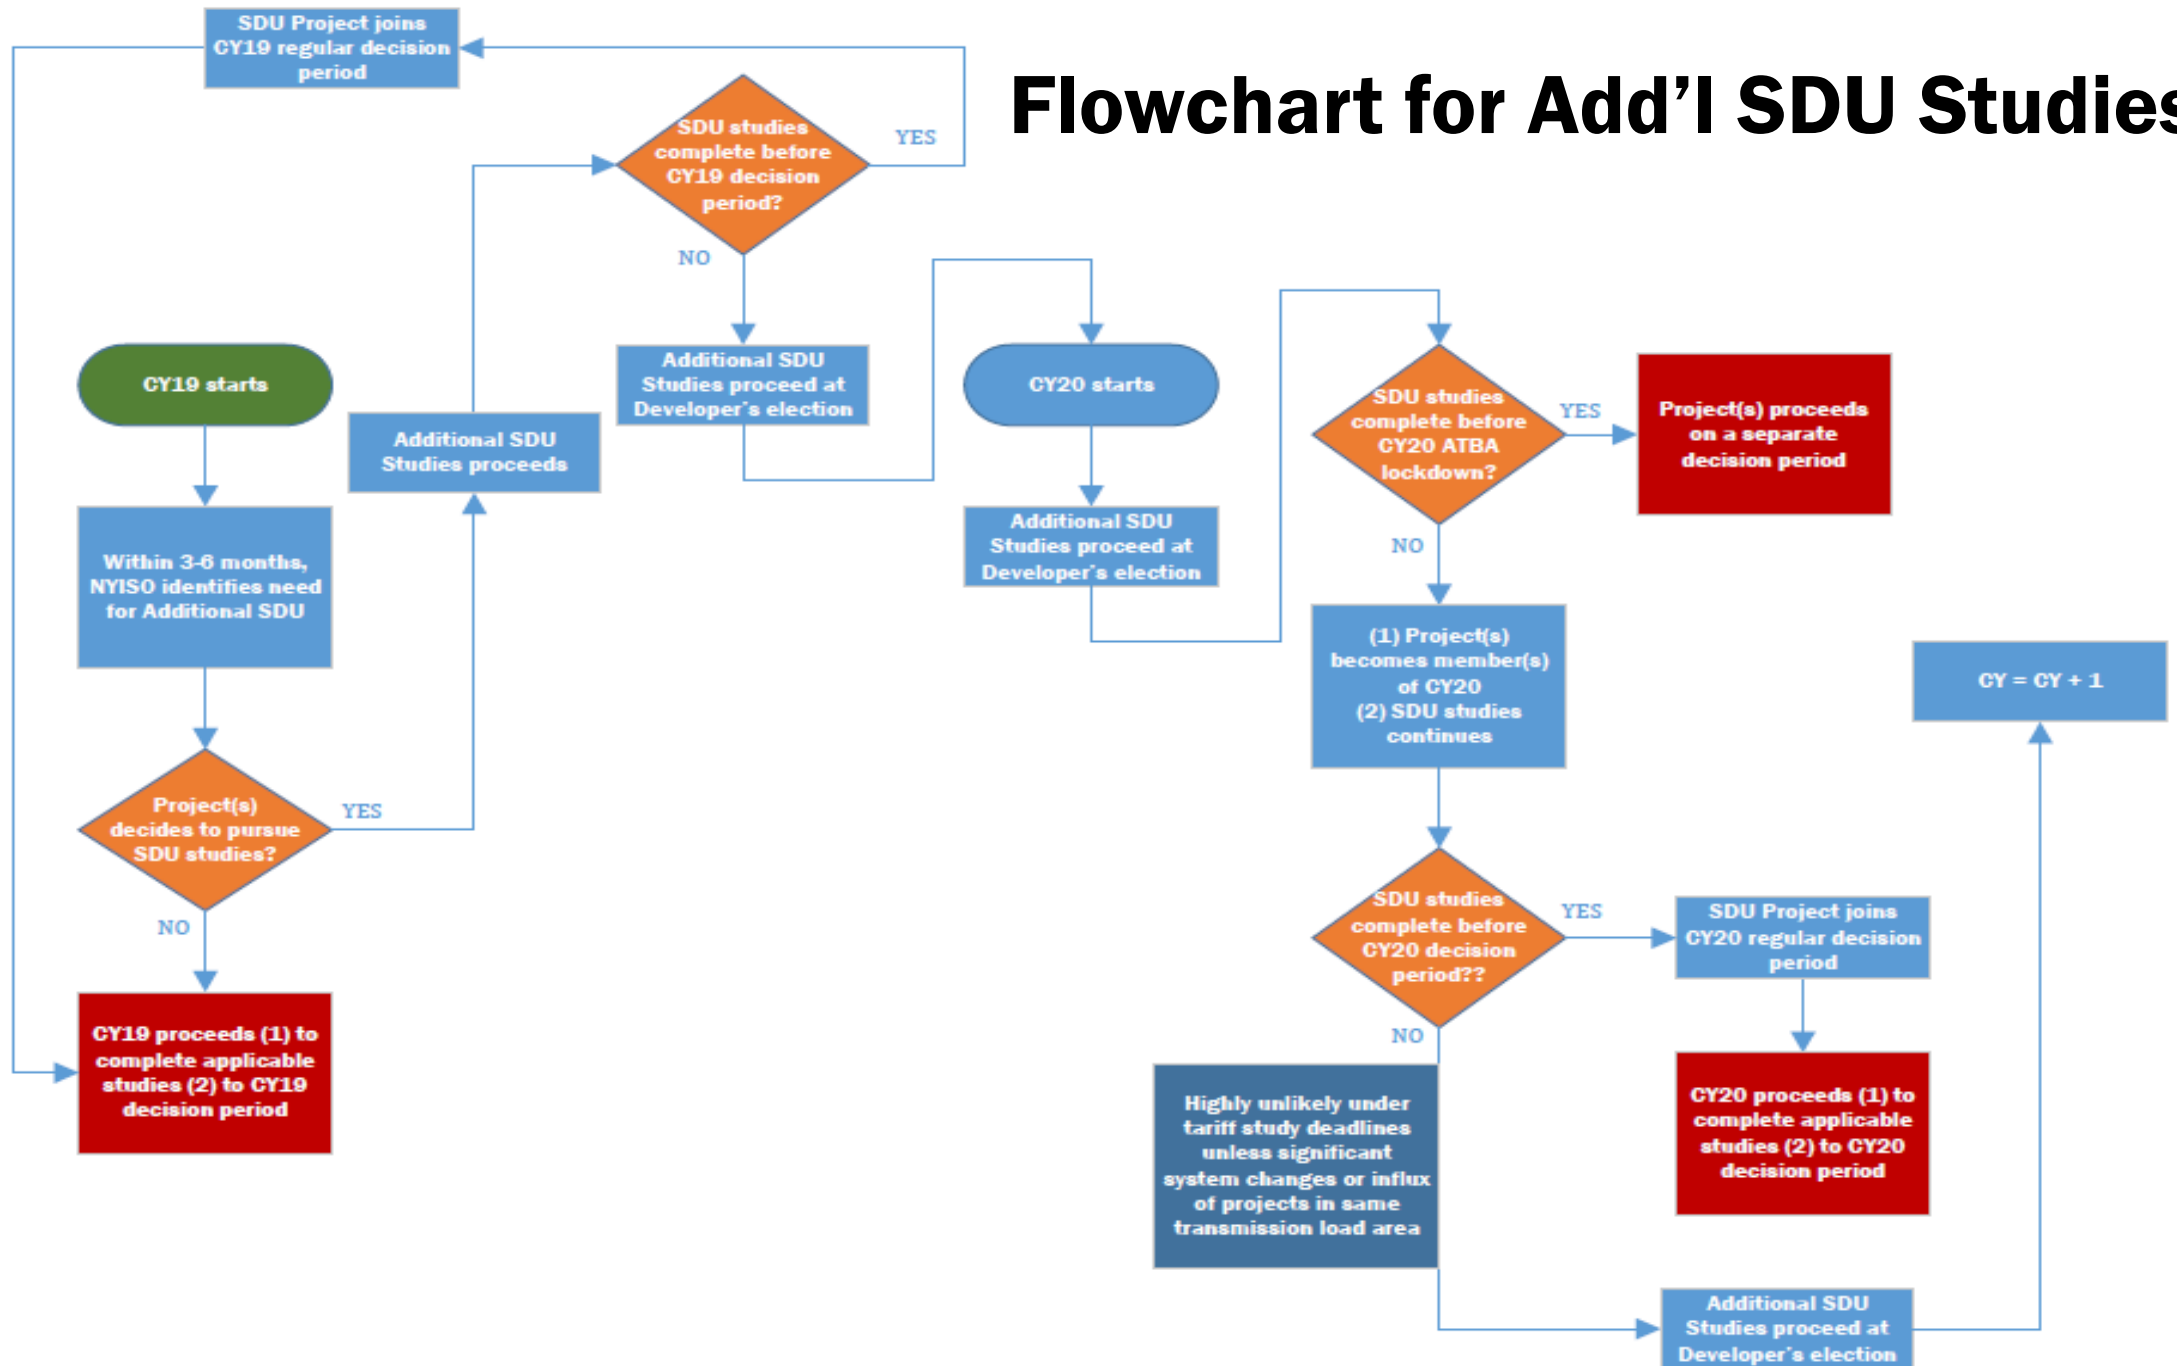 SDU Project joins
CY19 regular decision
period
Flowchart for Add'l SDU Studies
SDU studies
complete before
CY19 decision
period?
YES
NO
CY19 starts
Additional SDU
Studies proceeds
Additional SDU
Studies proceed at
Developer's election
CY20 starts
SDU studies
complete before
CY20 ATBA
lockdown?
YES
NO
Project(s) proceeds
on a separate
decision period
Within 3-6 months,
NYISO identifies need
for Additional SDU
Additional SDU
Studies proceed at
Developer's election
(1) Project(s)
becomes member(s)
of CY20
(2) SDU studies
continues
CY = CY + 1
Project(s)
decides to pursue
SDU studies?
YES
NO
SDU studies
complete before
CY20 decision
period??
YES
NO
SDU Project joins
CY20 regular decision
period
CY19 proceeds (1) to
complete applicable
studies (2) to CY19
decision period
Highly unlikely under
tariff study deadlines
unless significant
system changes or influx
of projects in same
transmission load area
CY20 proceeds (1) to
complete applicable
studies (2) to CY20
decision period
Additional SDU
Studies proceed at
Developer's election